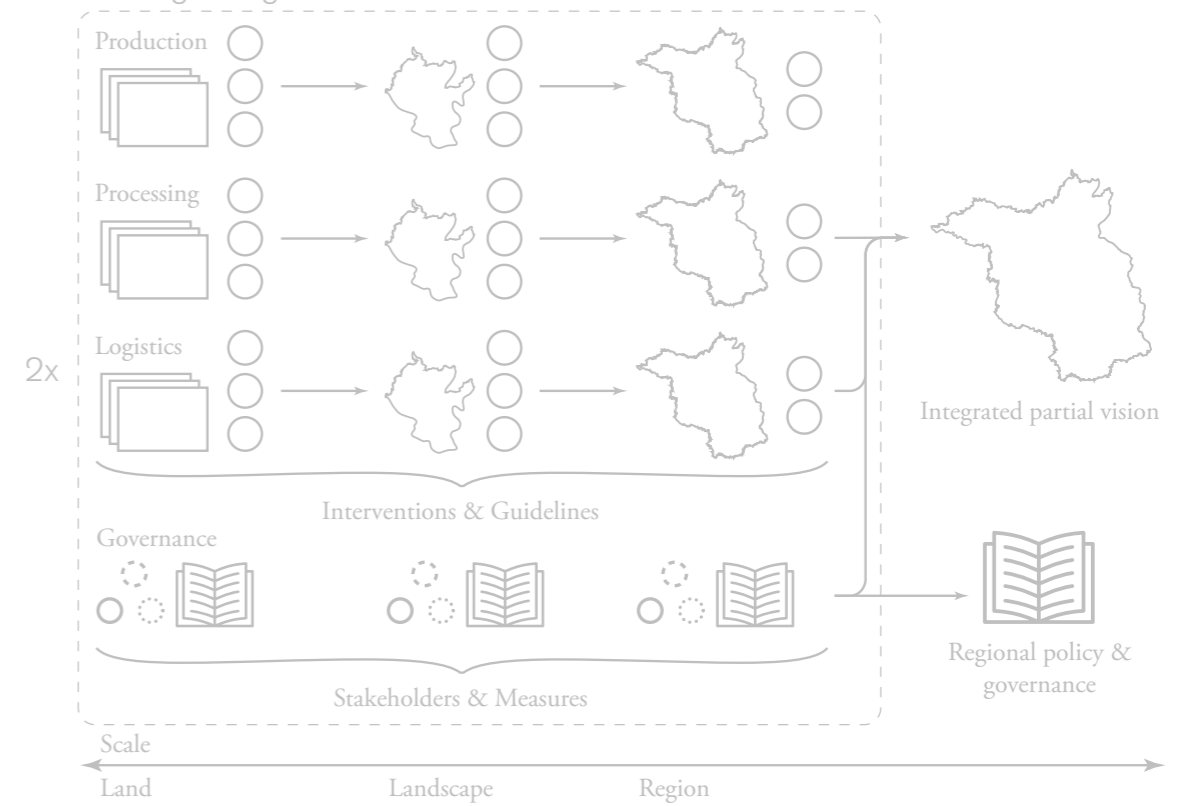 Production
Processing
Logistics
2x
Integrated partial vision
Interventions & Guidelines
Governance
Regional policy &
governance
Stakeholders & Measures
Scale
Land
Landscape
Region